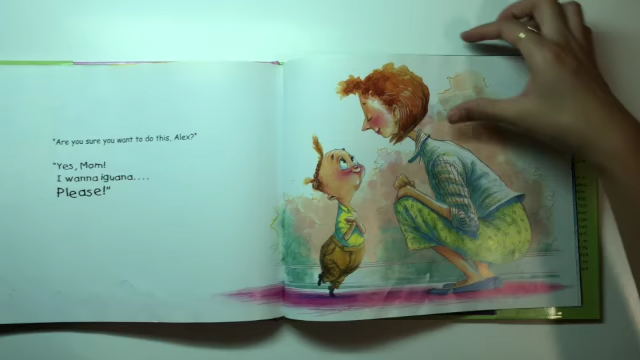 "Are you sure you want to do this, Alex?"
"Yes, Mom!
I wanna iguana....
Please!"